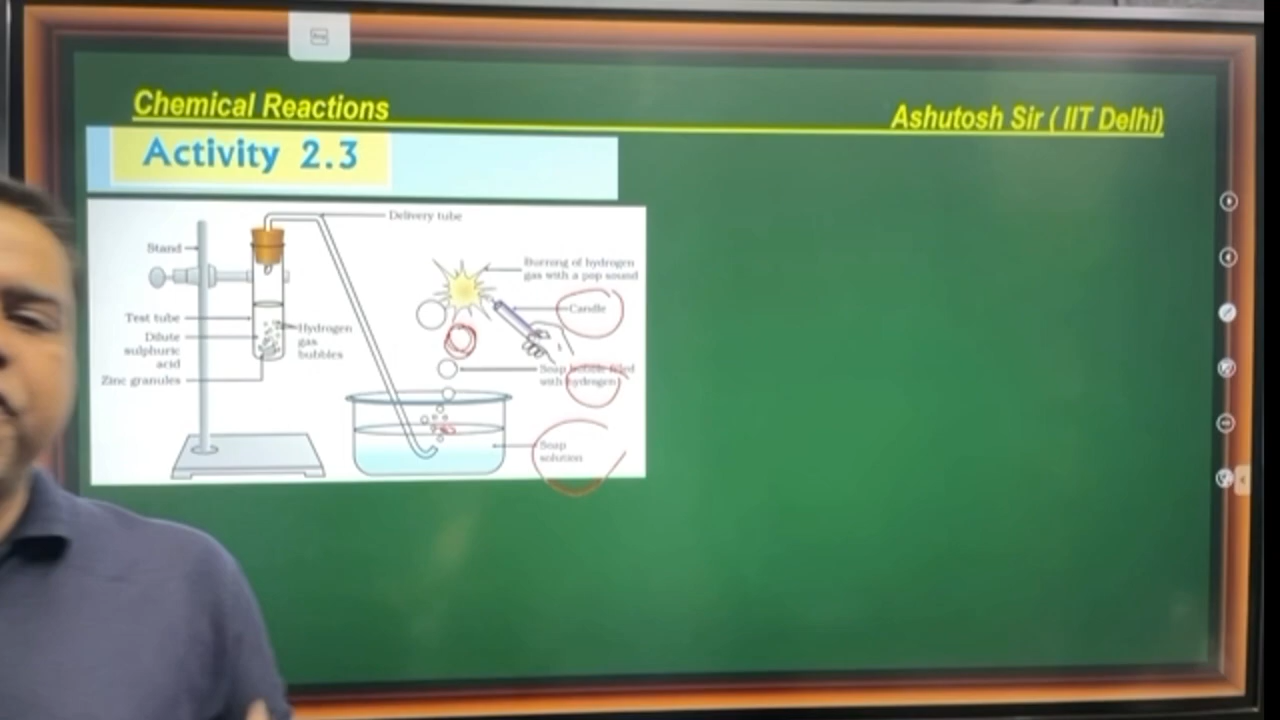 Chemical Reactions
Ashutosh Sir ( IIT Delhi)
Activity 2.3
Delivery tube
Stand
Burning of hydrogen
gas with a pop sound
Candle
Test tube
Hydrogen
gas
bubbles
Dilute
sulphuric
acid
Zinc granules
Soap bubble filled
with hydrogen
Soap
solution